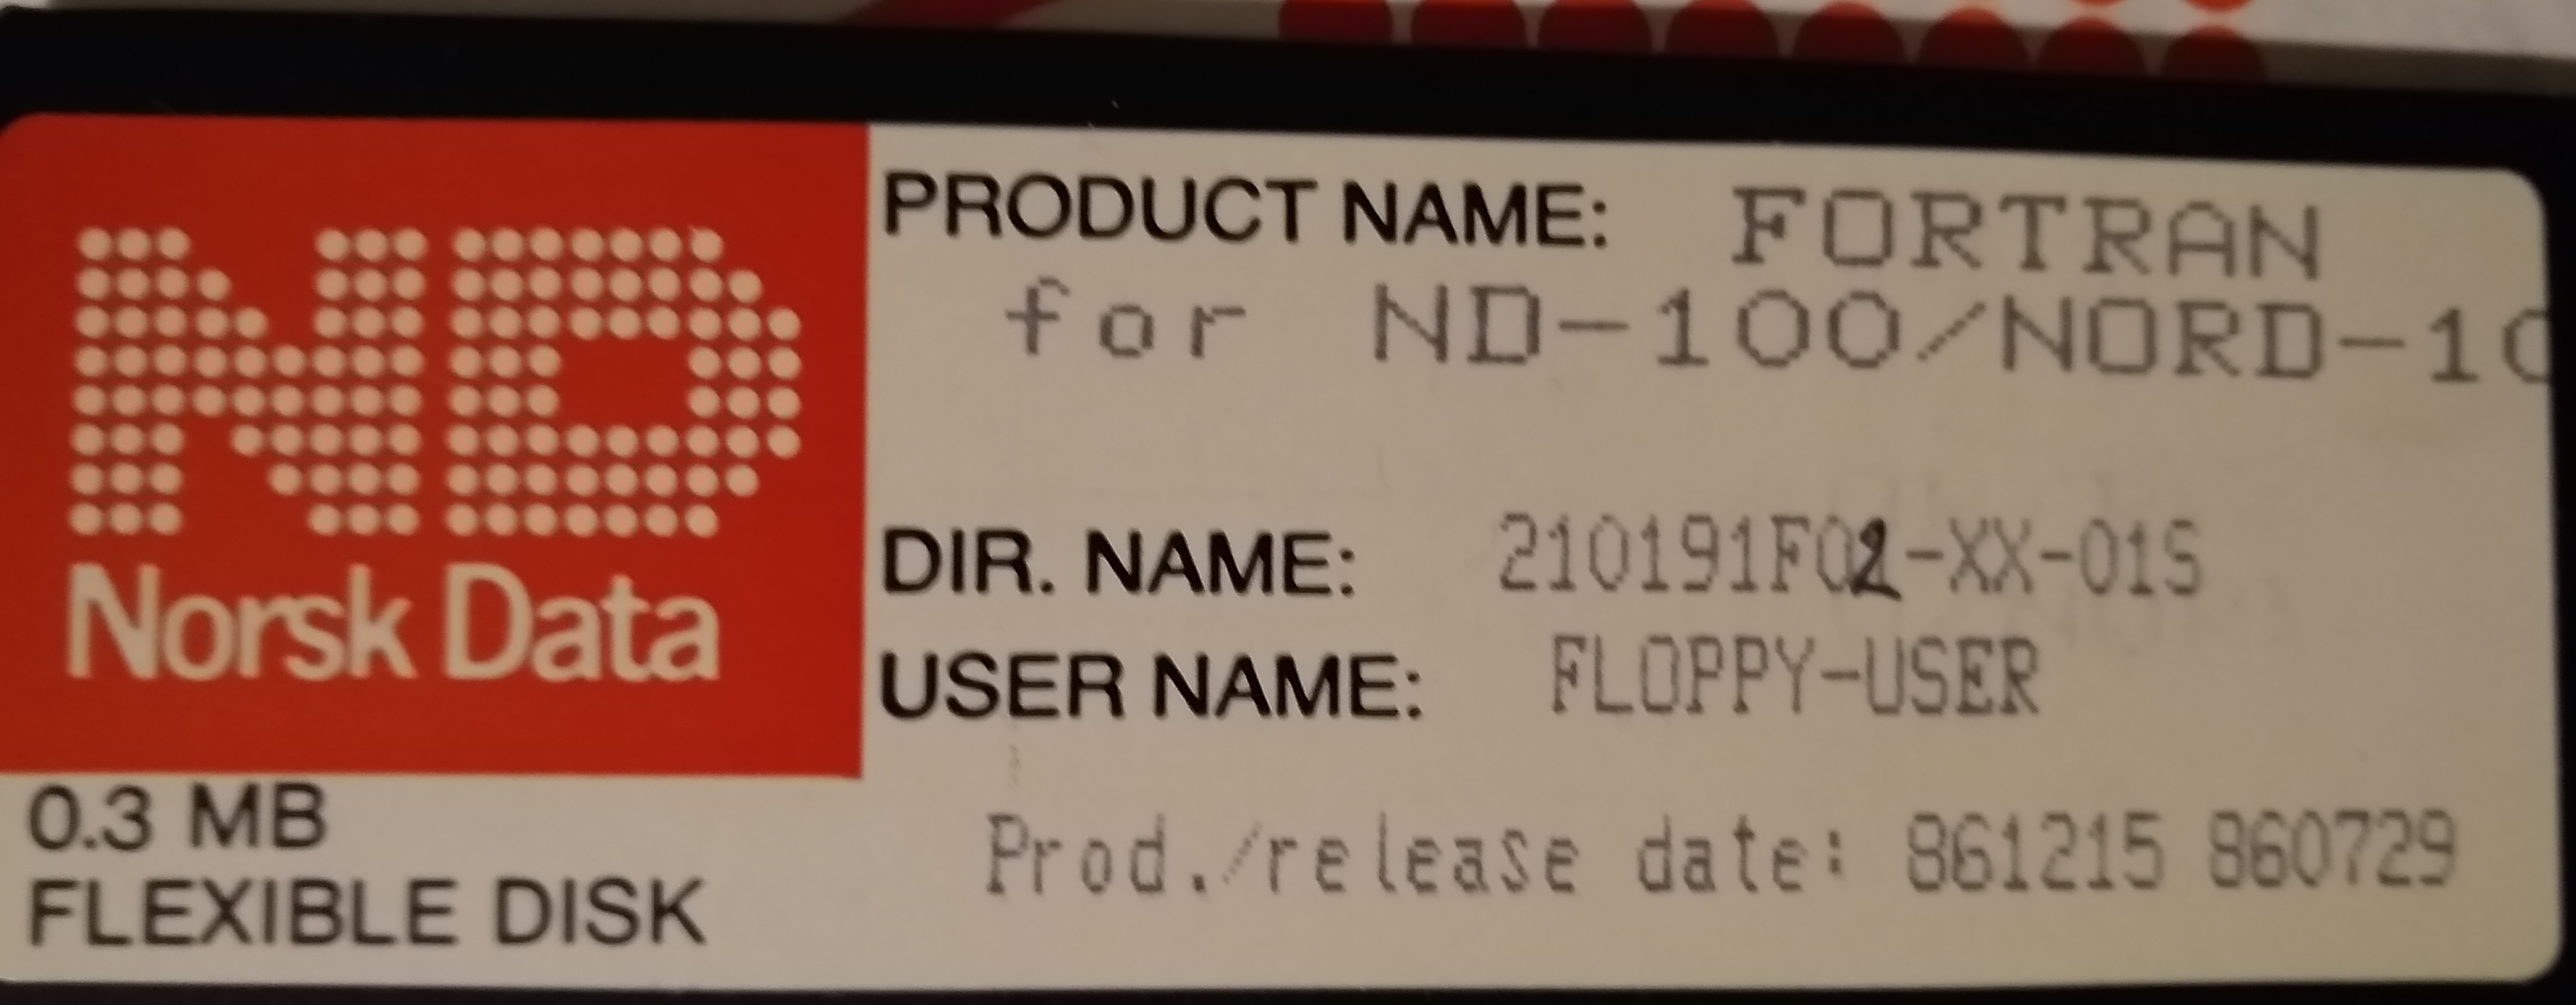 ND
Norsk Data
0.3 MB
FLEXIBLE DISK
PRODUCT NAME: FORTRAN
for ND-100/NORD-10
DIR. NAME: 210191F02-XX-01S
USER NAME: FLOPPY-USER
Prod./release date: 861215 860729